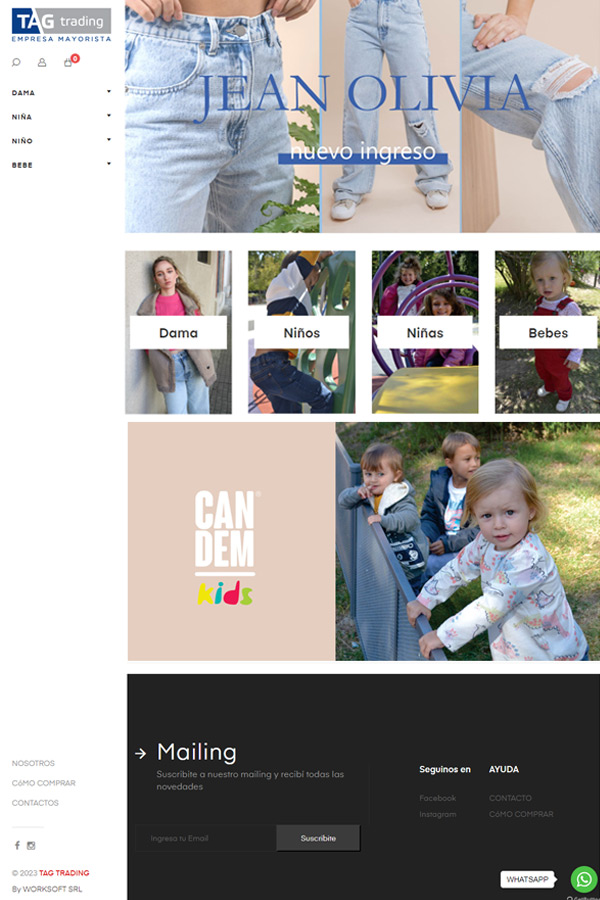 TAG trading
EMPRESA MAYORISTA
0
DAMA
NIÑA
NIÑO
BEBE
JEAN OLIVIA
nuevo ingreso
Dama
Niños
Niñas
Bebes
CAN
DEM
kids
NOSOTROS
CóMO COMPRAR
CONTACTOS
© 2023 TAG TRADING
By WORKSOFT SRL
Mailing
Suscribite a nuestro mailing y recibí todas las
novedades
Ingresa tu Email
Suscribite
Seguinos en
Facebook
Instagram
AYUDA
CONTACTO
CóMO COMPRAR
WHATSAPP